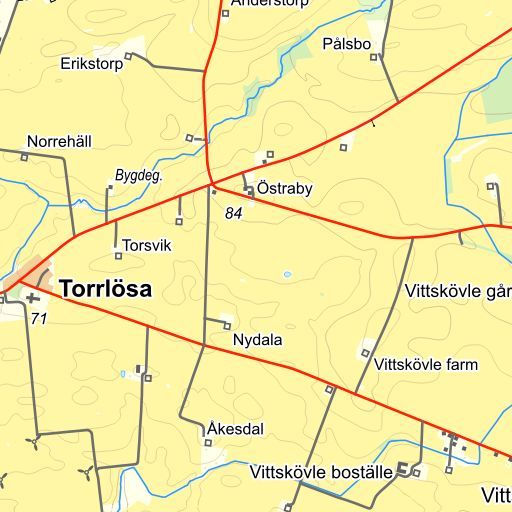 Anderstorp
Pålsbo
Erikstorp
Norrehäll
Bygdeg.
Östraby
84
Torsvik
Torrlösa
Vittskövle går
71
Nydala
Vittskövle farm
Åkesdal
Vittskövle boställe
Vitt